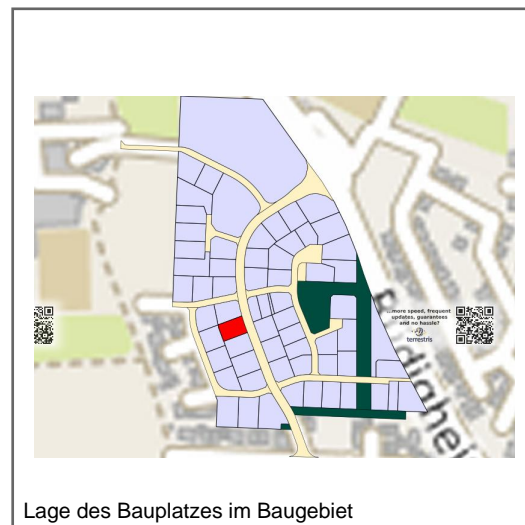 ...more speed, frequent
updates, guarantees
and no hassle?
terrestris
Lage des Bauplatzes im Baugebiet